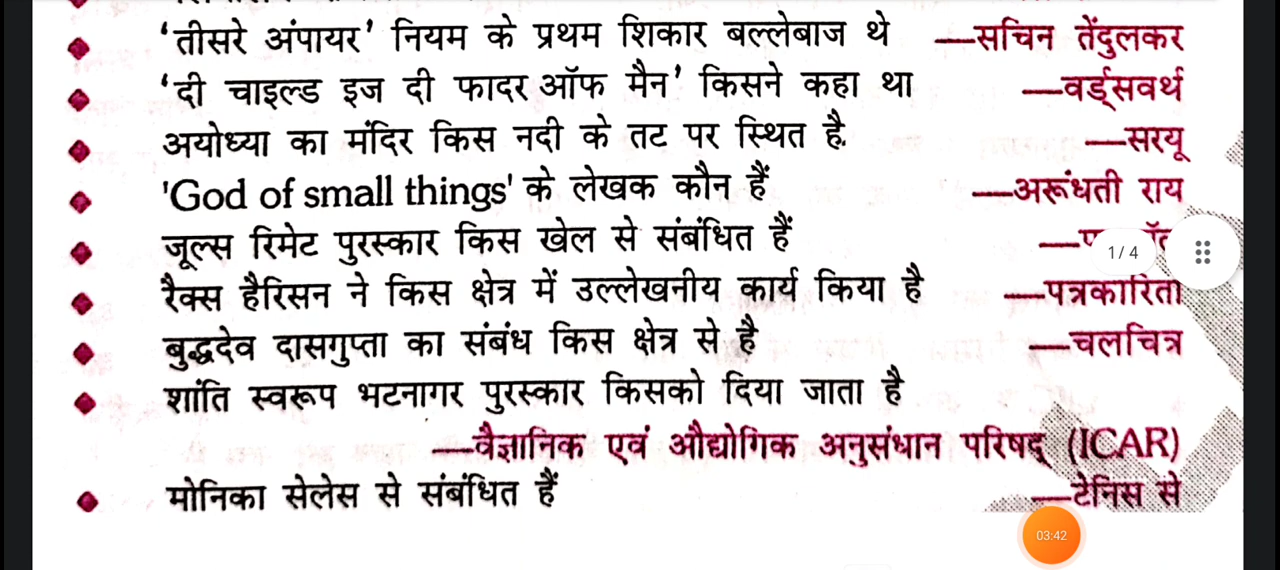 ‘तीसरे अंपायर’ नियम के प्रथम शिकार बल्लेबाज थे —सचिन तेंदुलकर
‘दी चाइल्ड इज दी फादर ऑफ मैन’ किसने कहा था —वर्ड्सवर्थ
अयोध्या का मंदिर किस नदी के तट पर स्थित है —सरयू
'God of small things' के लेखक कौन हैं —अरूंधती राय
जूल्स रिमेट पुरस्कार किस खेल से संबंधित हैं
1/4
रैक्स हैरिसन ने किस क्षेत्र में उल्लेखनीय कार्य किया है —पत्रकारिता
बुद्धदेव दासगुप्ता का संबंध किस क्षेत्र से है —चलचित्र
शांति स्वरूप भटनागर पुरस्कार किसको दिया जाता है
—वैज्ञानिक एवं औद्योगिक अनुसंधान परिषद् (ICAR)
मोनिका सेलेस से संबंधित हैं —टेनिस से
03:42